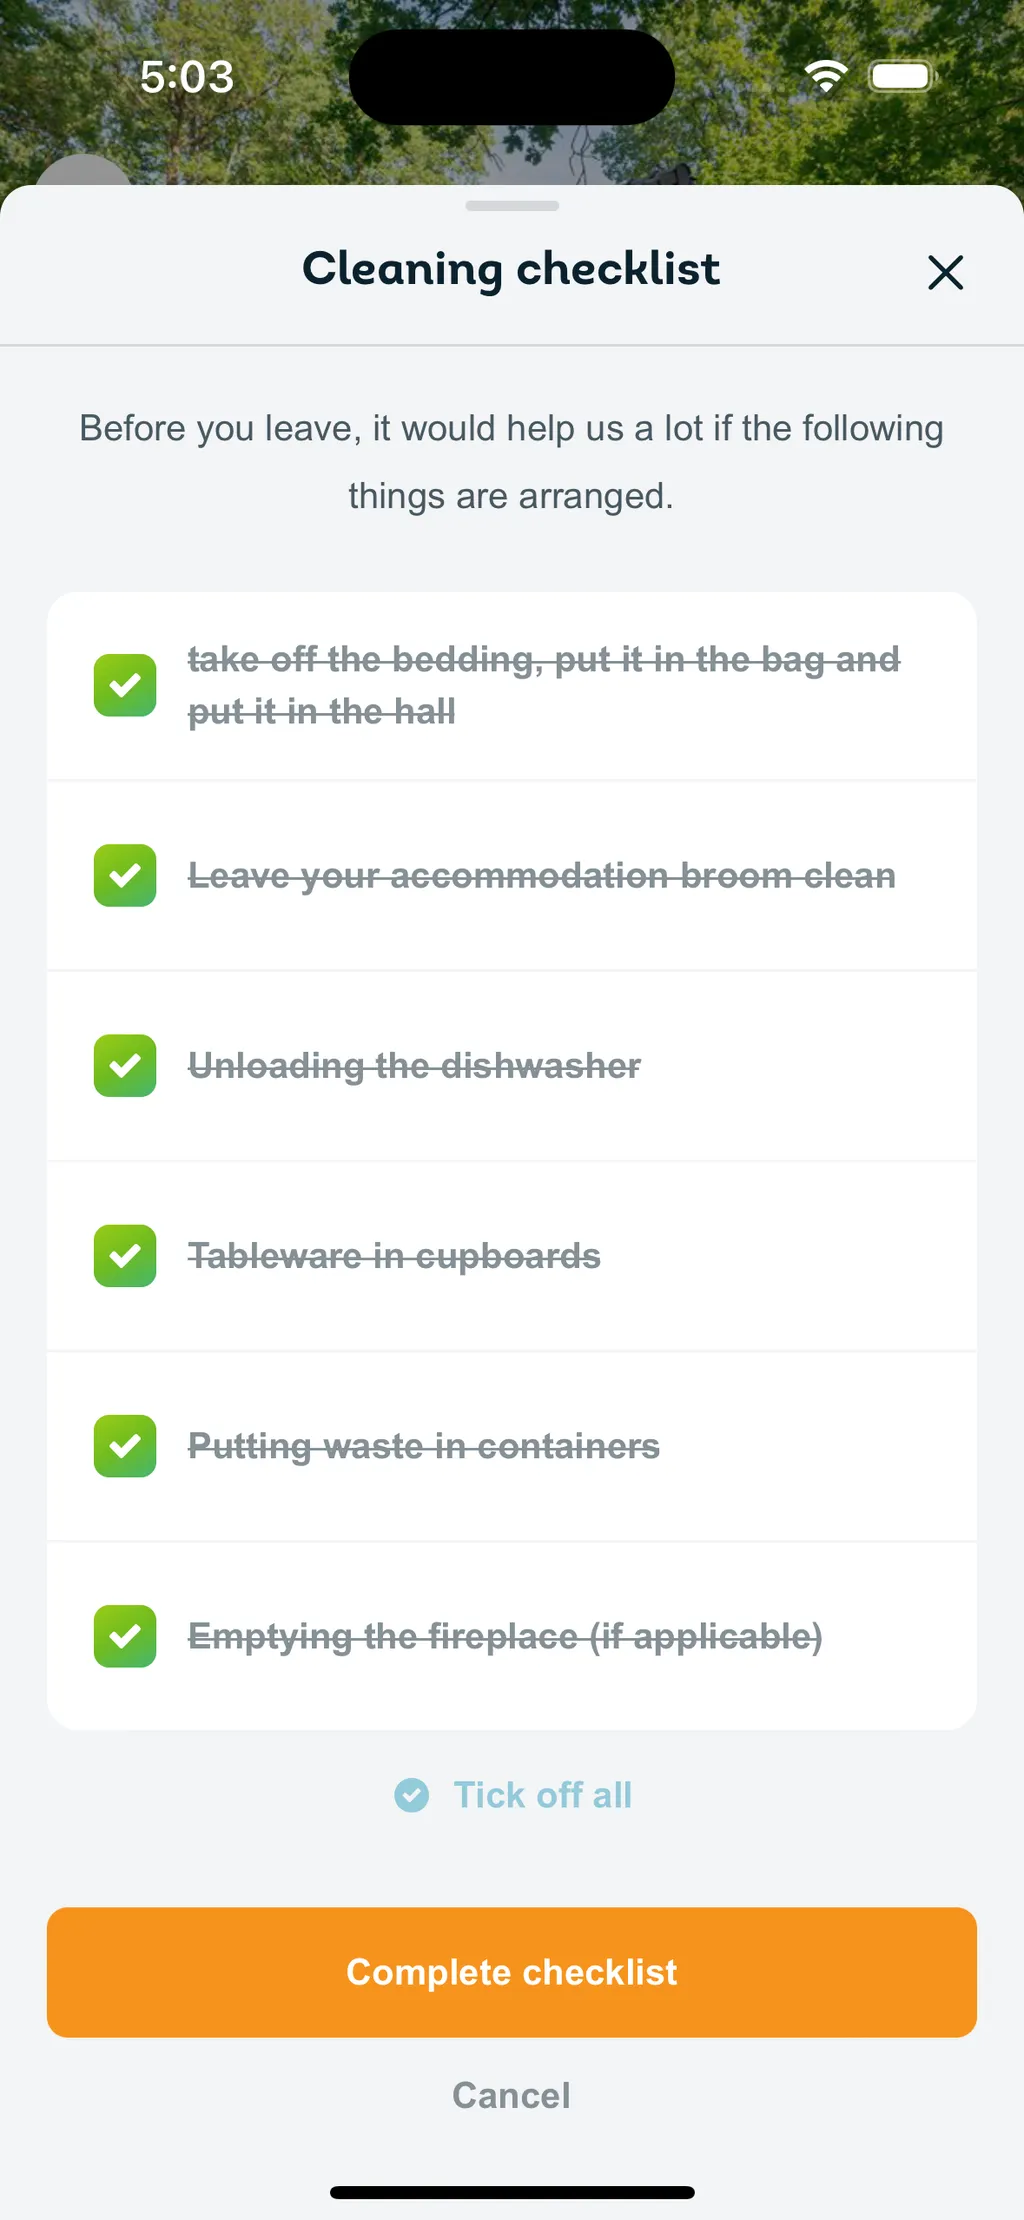 5:03
Cleaning checklist
Before you leave, it would help us a lot if the following
things are arranged.
take off the bedding, put it in the bag and
put it in the hall
Leave your accommodation broom clean
Unloading the dishwasher
Tableware in cupboards
Putting waste in containers
Emptying the fireplace (if applicable)
Tick off all
Complete checklist
Cancel